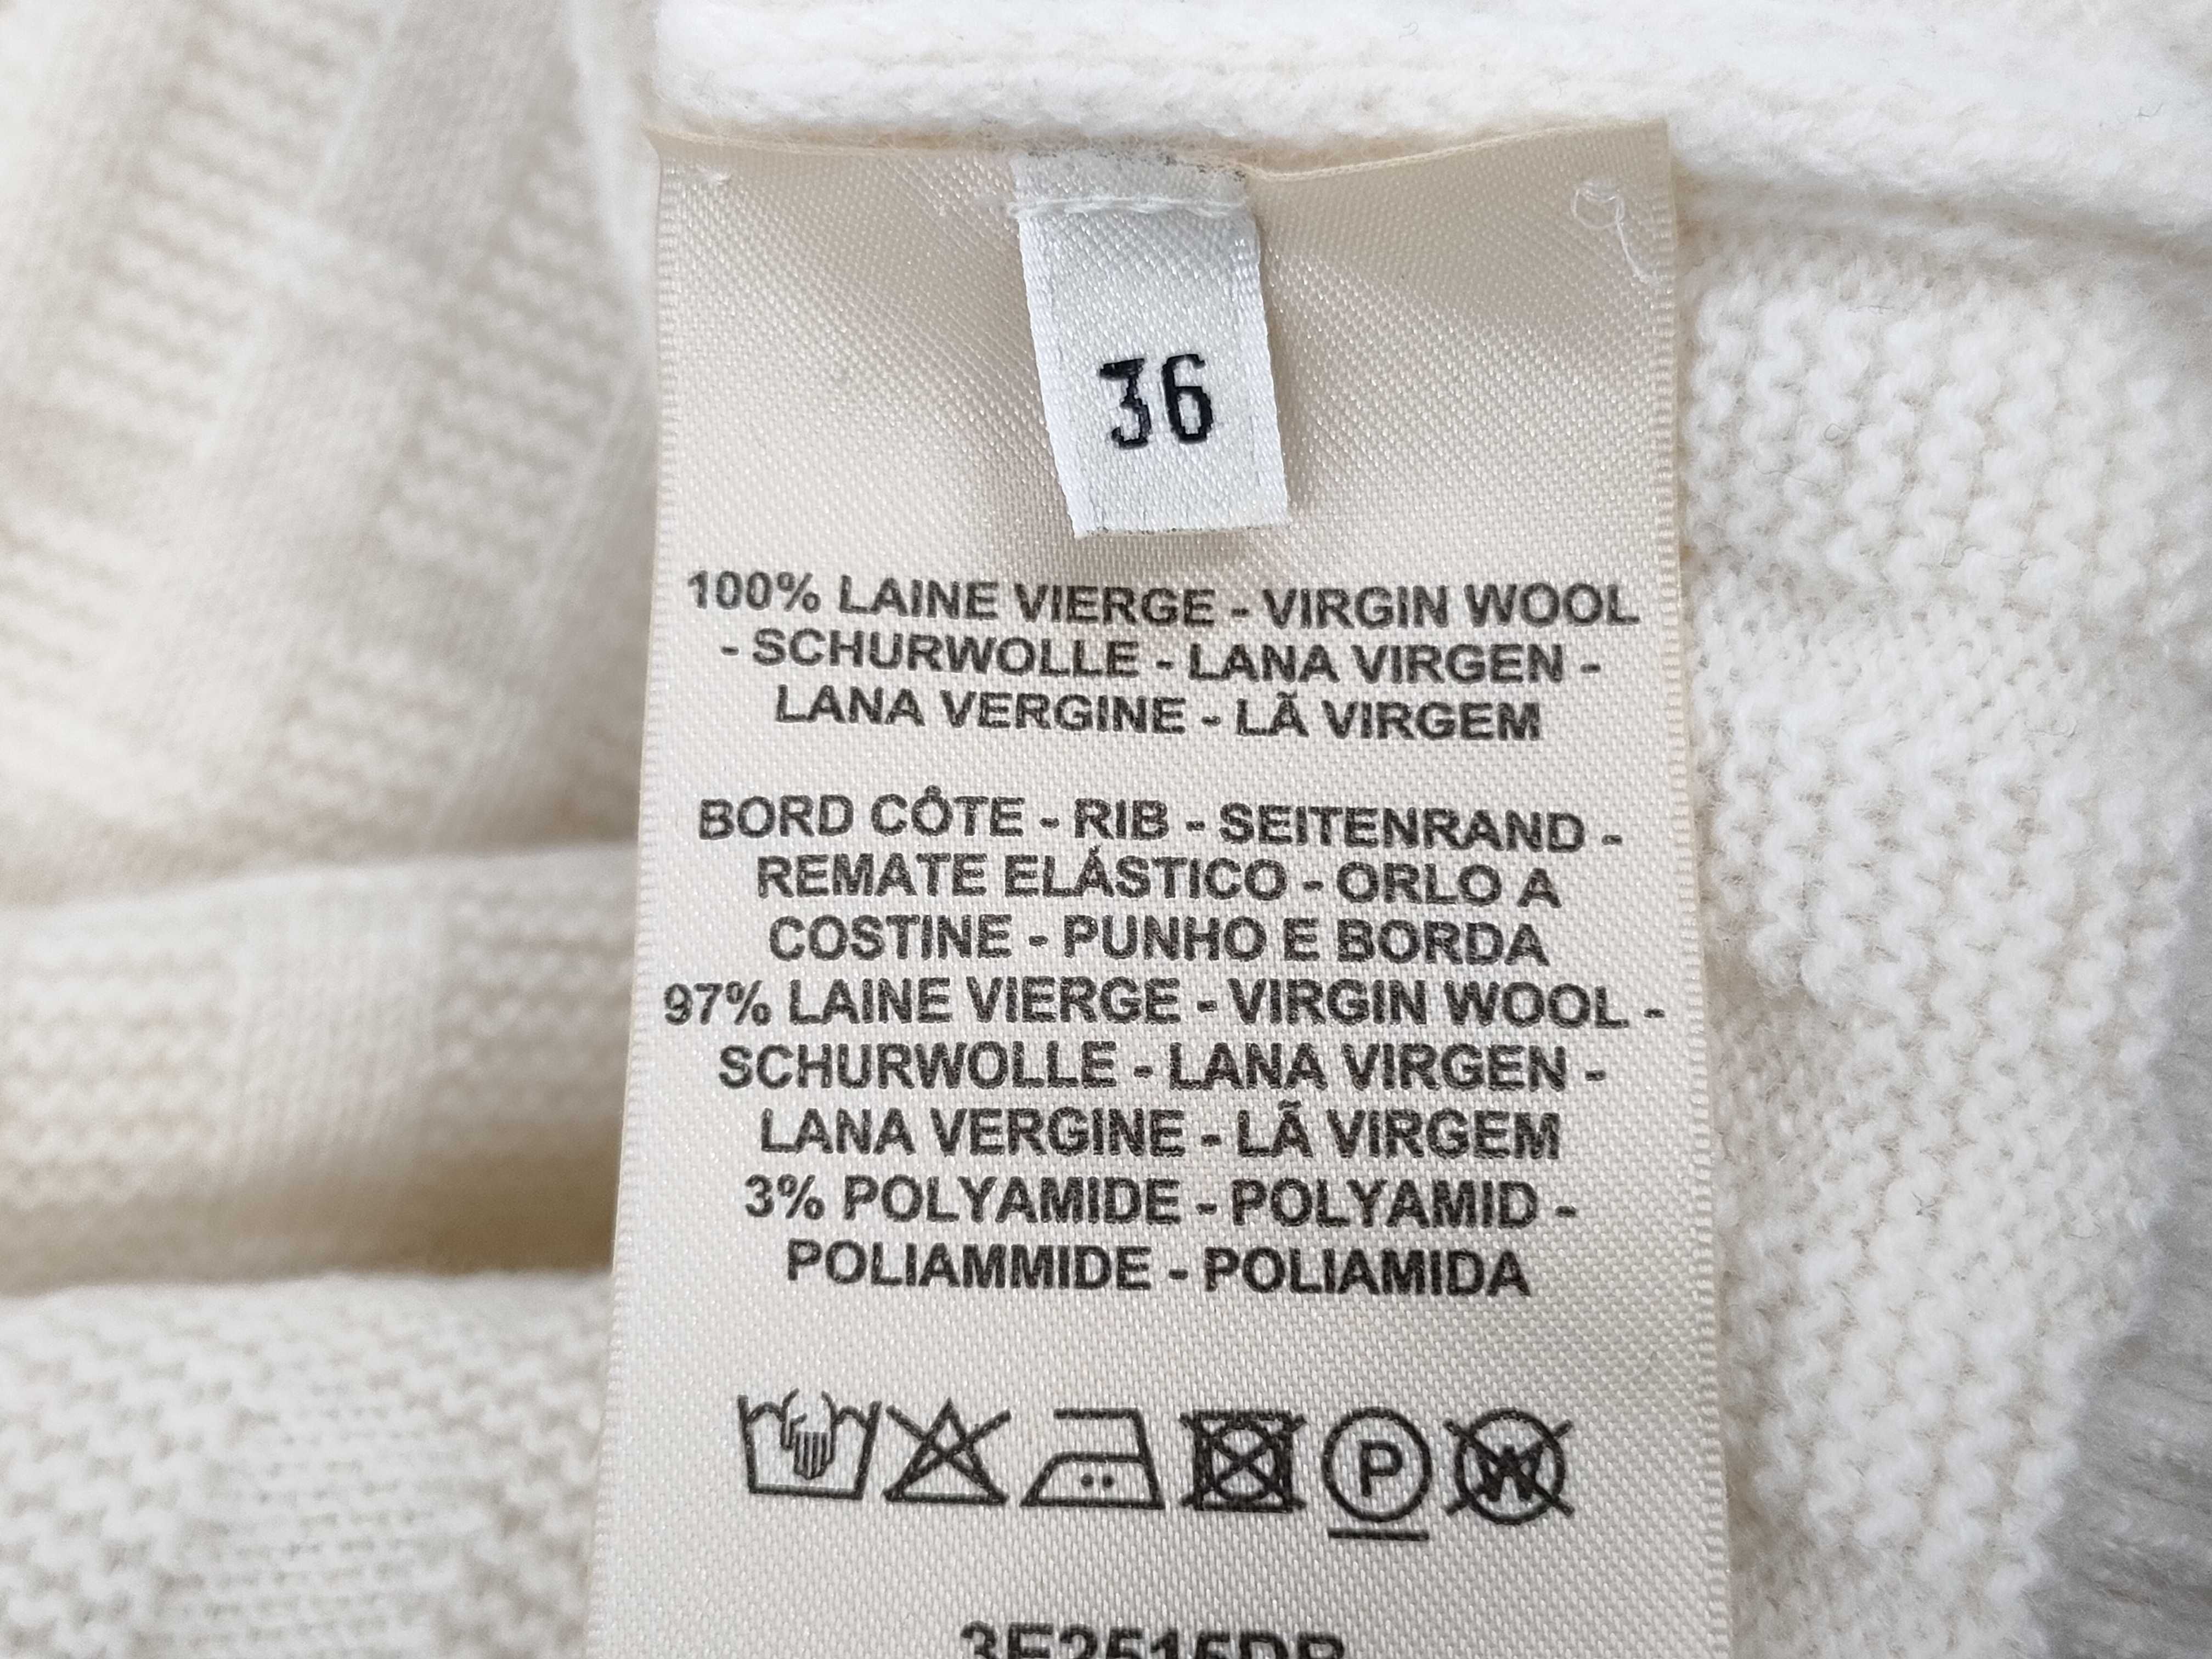 36
100% LAINE VIERGE - VIRGIN WOOL
- SCHURWOLLE - LANA VIRGEN -
LANA VERGINE - LÃ VIRGEM
BORD CÔTE - RIB - SEITENRAND -
REMATE ELÁSTICO - ORLO A
COSTINE - PUNHO E BORDA
97% LAINE VIERGE - VIRGIN WOOL -
SCHURWOLLE - LANA VIRGEN -
LANA VERGINE - LÃ VIRGEM
3% POLYAMIDE - POLYAMID -
POLIAMMIDE - POLIAMIDA
P W